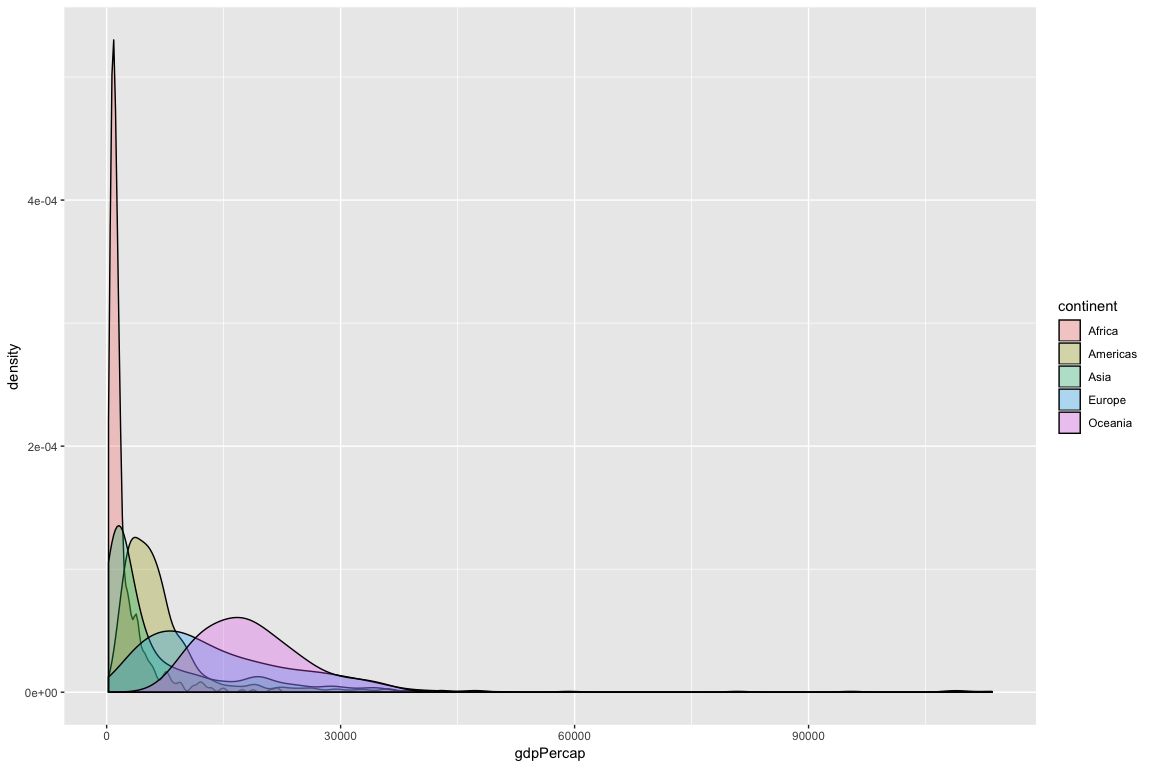 density
4e-04
2e-04
0e+00
0
30000
60000
90000
gdpPercap
continent
Africa
Americas
Asia
Europe
Oceania